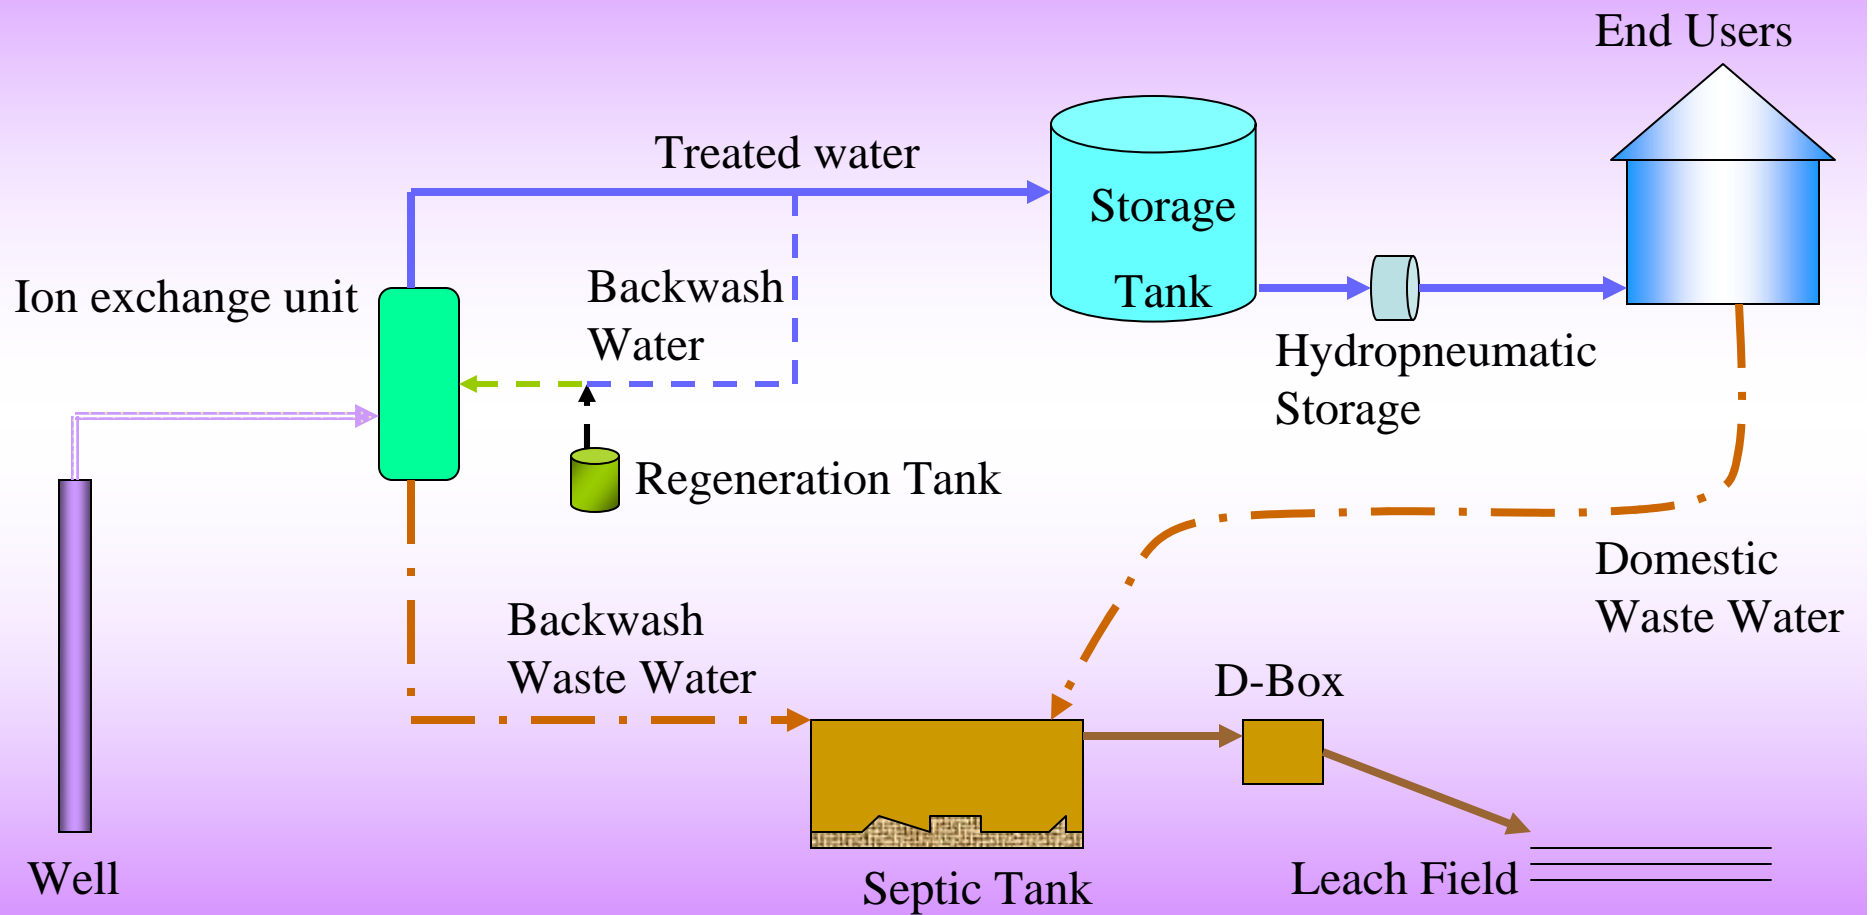 End Users
Treated water
Storage
Tank
Ion exchange unit
Backwash
Water
Hydropneumatic
Storage
Regeneration Tank
Domestic
Waste Water
Backwash
Waste Water
D-Box
Well
Septic Tank
Leach Field